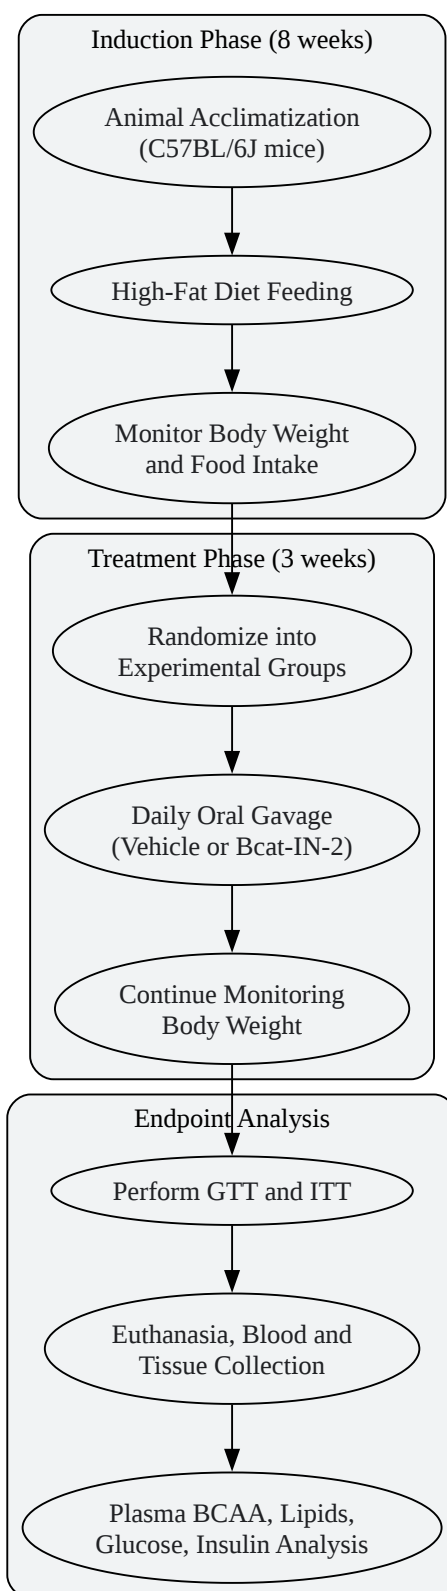 Induction Phase (8 weeks)
Animal Acclimatization
(C57BL/6J mice)
High-Fat Diet Feeding
Monitor Body Weight
and Food Intake
Treatment Phase (3 weeks)
Randomize into
Experimental Groups
Daily Oral Gavage
(Vehicle or Bcat-IN-2)
Continue Monitoring
Body Weight
Endpoint Analysis
Perform GTT and ITT
Euthanasia, Blood and
Tissue Collection
Plasma BCAA, Lipids,
Glucose, Insulin Analysis